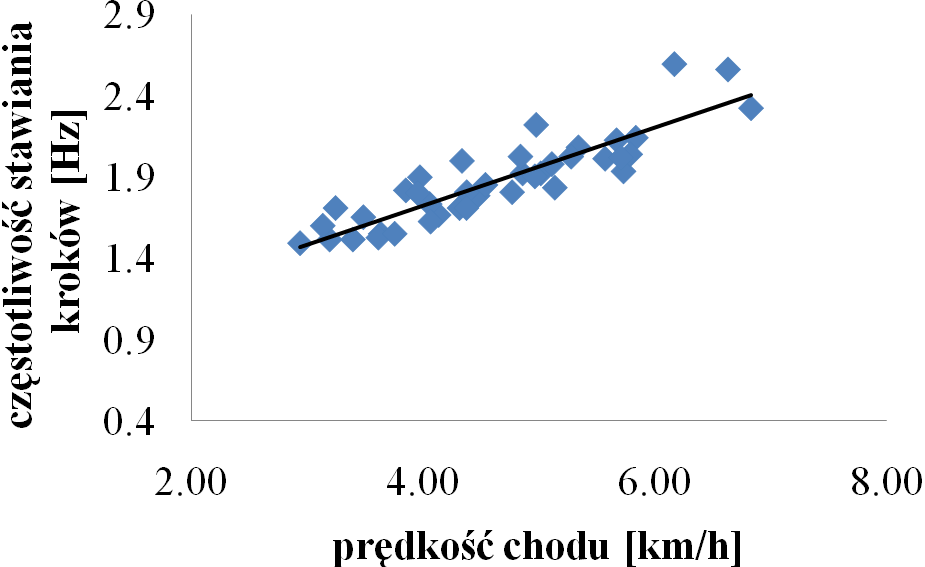 częstotliwość stawiania
kroków [Hz]
2.9
2.4
1.9
1.4
0.9
0.4
2.00 4.00 6.00 8.00
prędkość chodu [km/h]